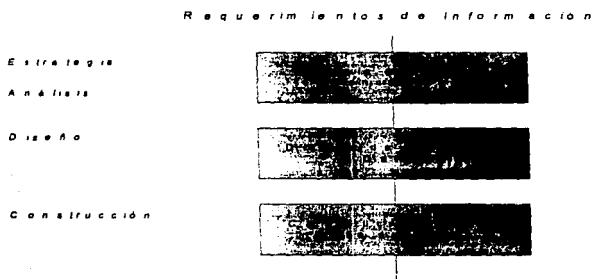 Requerimientos de Información
Estrategia
Análisis
Diseño
Construcción